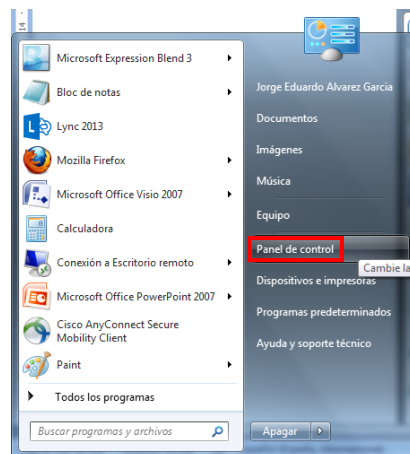 Microsoft Expression Blend 3
Bloc de notas
Lync 2013
Mozilla Firefox
Microsoft Office Visio 2007
Calculadora
Conexión a Escritorio remoto
Microsoft Office PowerPoint 2007
Cisco AnyConnect Secure
Mobility Client
Paint
Todos los programas
Buscar programas y archivos
Jorge Eduardo Alvarez Garcia
Documentos
Imágenes
Música
Equipo
Panel de control
Cambie la
Dispositivos e impresoras
Programas predeterminados
Ayuda y soporte técnico
Apagar